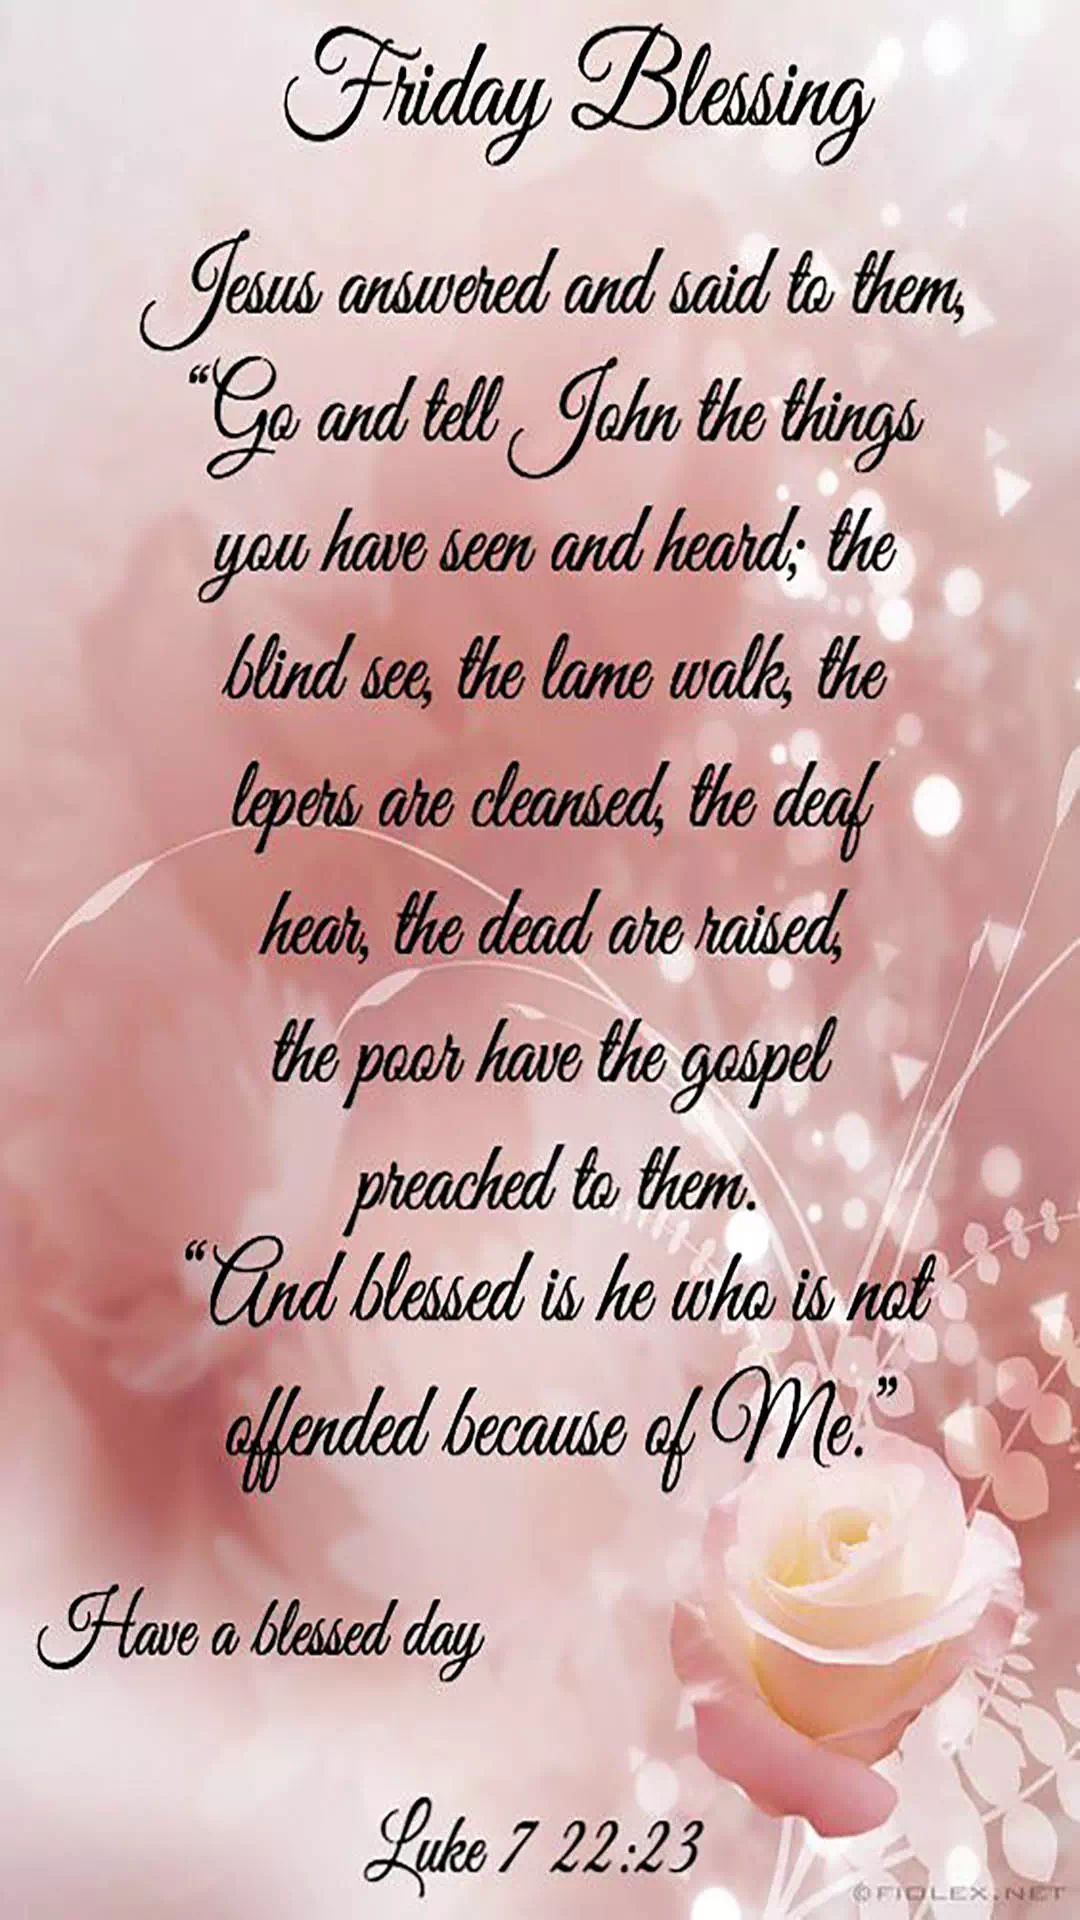 Friday Blessing
Jesus answered and said to them,
“Go and tell John the things
you have seen and heard; the
blind see, the lame walk, the
lepers are cleansed, the deaf
hear, the dead are raised,
the poor have the gospel
preached to them.
“And blessed is he who is not
offended because of Me.”
Have a blessed day
Luke 7 22:23
©FIOLEX.NET